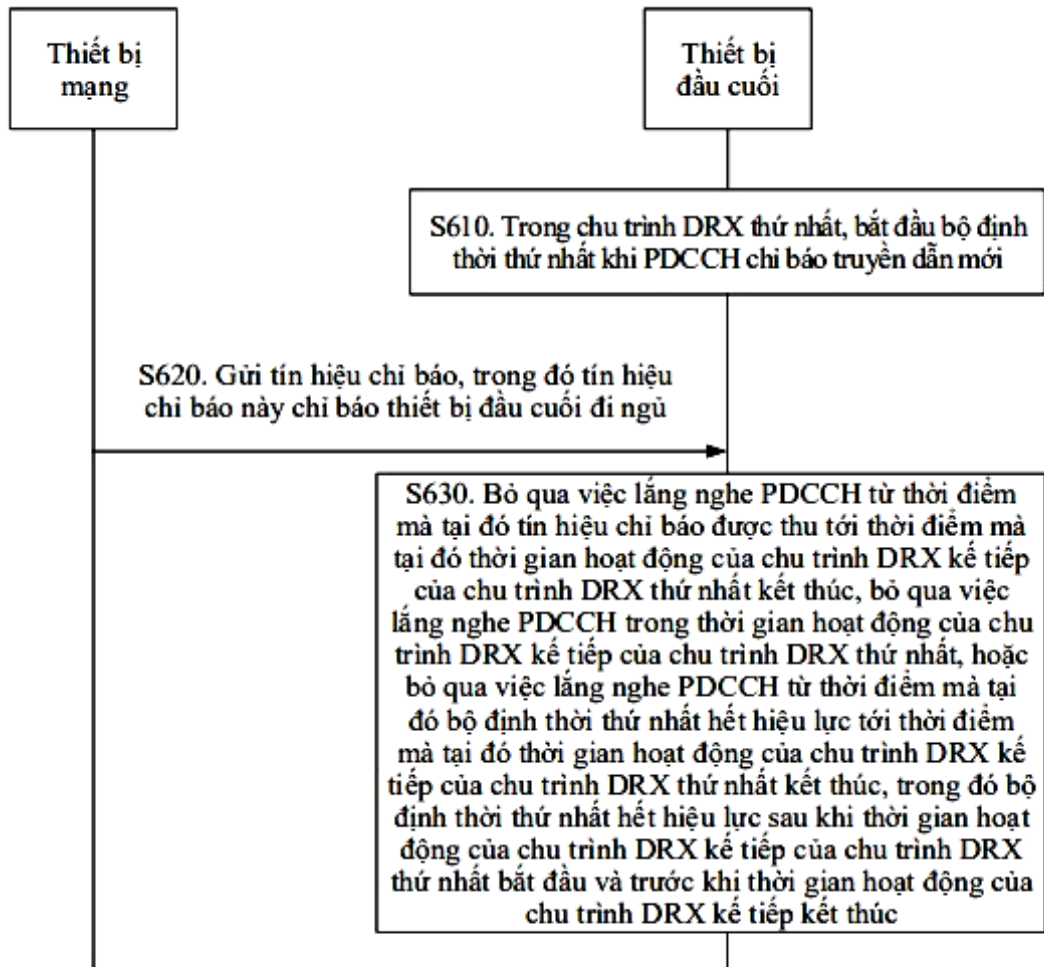 Thiết bị
mạng
Thiết bị
đầu cuối
S610. Trong chu trình DRX thứ nhất, bắt đầu bộ định
thời thứ nhất khi PDCCH chỉ báo truyền dẫn mới
S620. Gửi tín hiệu chỉ báo, trong đó tín hiệu
chỉ báo này chỉ báo thiết bị đầu cuối đi ngủ
S630. Bỏ qua việc lắng nghe PDCCH từ thời điểm
mà tại đó tín hiệu chỉ báo được thu tới thời điểm mà
tại đó thời gian hoạt động của chu trình DRX kế tiếp
của chu trình DRX thứ nhất kết thúc, bỏ qua việc
lắng nghe PDCCH trong thời gian hoạt động của chu
trình DRX kế tiếp của chu trình DRX thứ nhất, hoặc
bỏ qua việc lắng nghe PDCCH từ thời điểm mà tại
đó bộ định thời thứ nhất hết hiệu lực tới thời điểm
mà tại đó thời gian hoạt động của chu trình DRX kế
tiếp của chu trình DRX thứ nhất kết thúc, trong đó bộ
định thời thứ nhất hết hiệu lực sau khi thời gian hoạt
động của chu trình DRX kế tiếp của chu trình DRX
thứ nhất bắt đầu và trước khi thời gian hoạt động của
chu trình DRX kế tiếp kết thúc